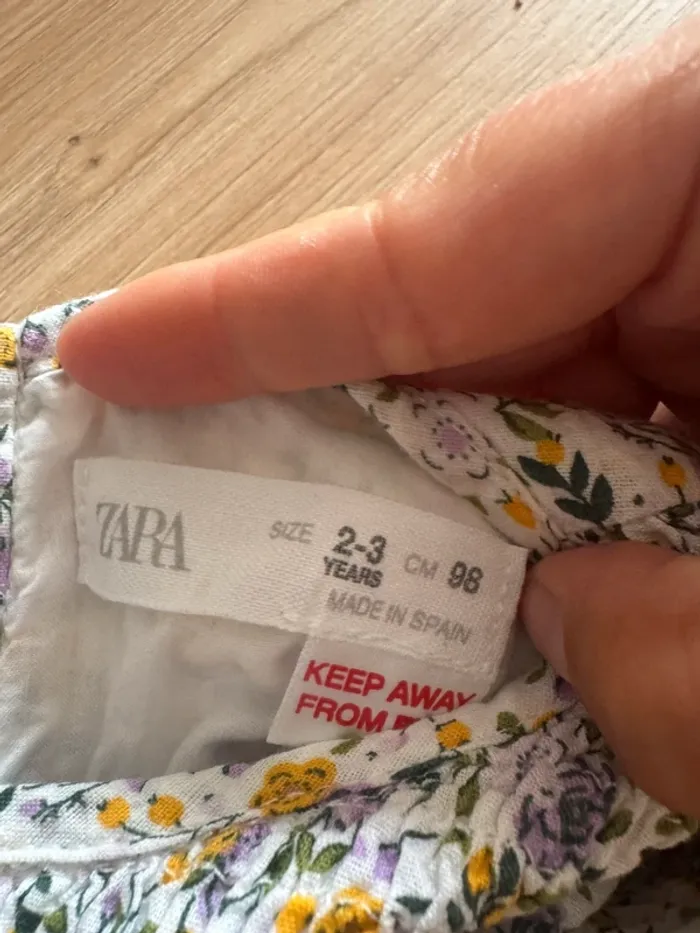 ZARA
SIZE 2-3 YEARS CM 98
MADE IN SPAIN
KEEP AWAY
FROM